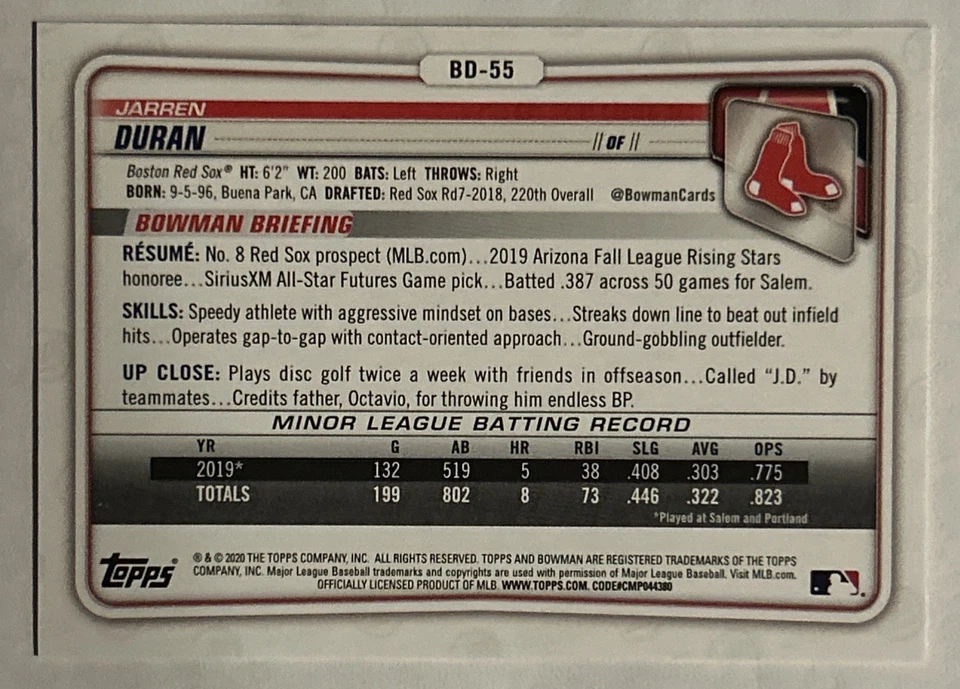 BD-55
JARREN
DURAN // OF //
Boston Red Sox® HT: 6'2" WT: 200 BATS: Left THROWS: Right
BORN: 9-5-96, Buena Park, CA DRAFTED: Red Sox Rd7-2018, 220th Overall @BowmanCards
BOWMAN BRIEFING
RÉSUMÉ: No. 8 Red Sox prospect (MLB.com)...2019 Arizona Fall League Rising Stars
honoree...SiriusXM All-Star Futures Game pick...Batted .387 across 50 games for Salem.
SKILLS: Speedy athlete with aggressive mindset on bases...Streaks down line to beat out infield
hits...Operates gap-to-gap with contact-oriented approach...Ground-gobbling outfielder.
UP CLOSE: Plays disc golf twice a week with friends in offseason...Called “J.D.” by
teammates...Credits father, Octavio, for throwing him endless BP.
MINOR LEAGUE BATTING RECORD
YR G AB HR RBI SLG AVG OPS
2019* 132 519 5 38 .408 .303 .775
TOTALS 199 802 8 73 .446 .322 .823
*Played at Salem and Portland
topps
® & © 2020 THE TOPPS COMPANY, INC. ALL RIGHTS RESERVED. TOPPS AND BOWMAN ARE REGISTERED TRADEMARKS OF THE TOPPS
COMPANY, INC. Major League Baseball trademarks and copyrights are used with permission of Major League Baseball. Visit MLB.com.
OFFICIALLY LICENSED PRODUCT OF MLB. WWW.TOPPS.COM. CODE#CMP044380